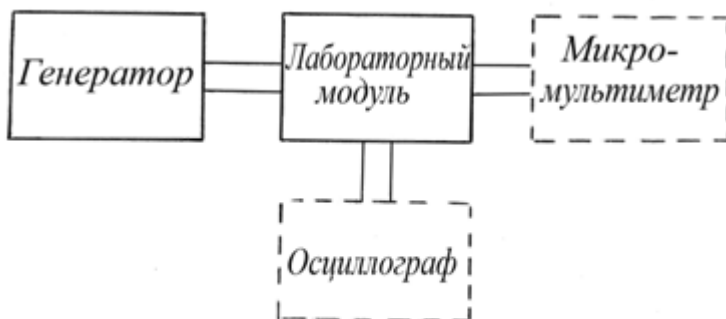 Генератор
Лабораторный
модуль
Микро-
мультиметр
Осциллограф